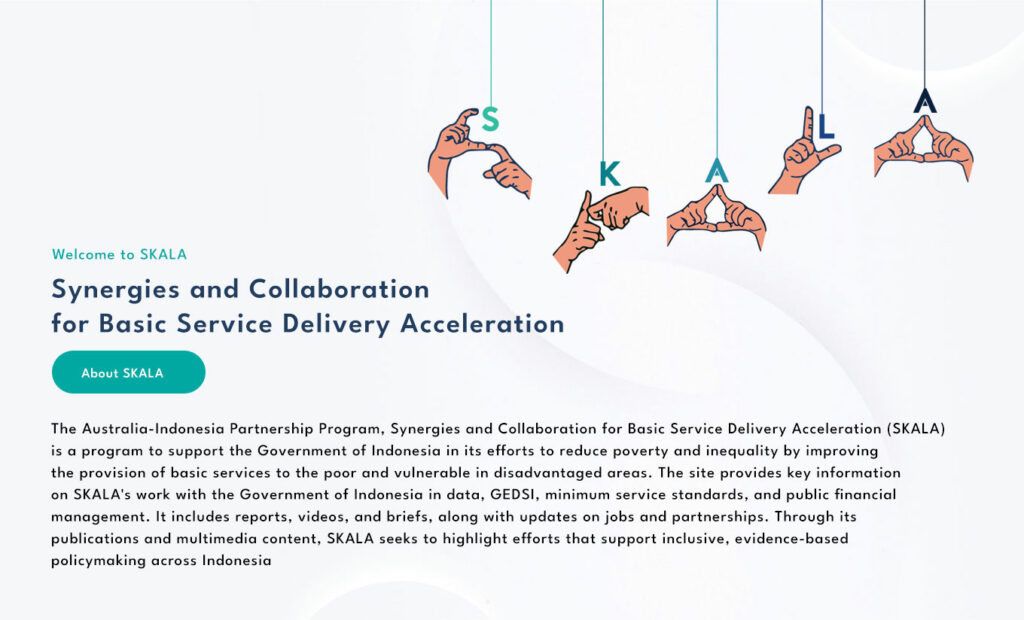 S K A L A
Welcome to SKALA
Synergies and Collaboration
for Basic Service Delivery Acceleration
About SKALA
The Australia-Indonesia Partnership Program, Synergies and Collaboration for Basic Service Delivery Acceleration (SKALA)
is a program to support the Government of Indonesia in its efforts to reduce poverty and inequality by improving
the provision of basic services to the poor and vulnerable in disadvantaged areas. The site provides key information
on SKALA's work with the Government of Indonesia in data, GEDSI, minimum service standards, and public financial
management. It includes reports, videos, and briefs, along with updates on jobs and partnerships. Through its
publications and multimedia content, SKALA seeks to highlight efforts that support inclusive, evidence-based
policymaking across Indonesia